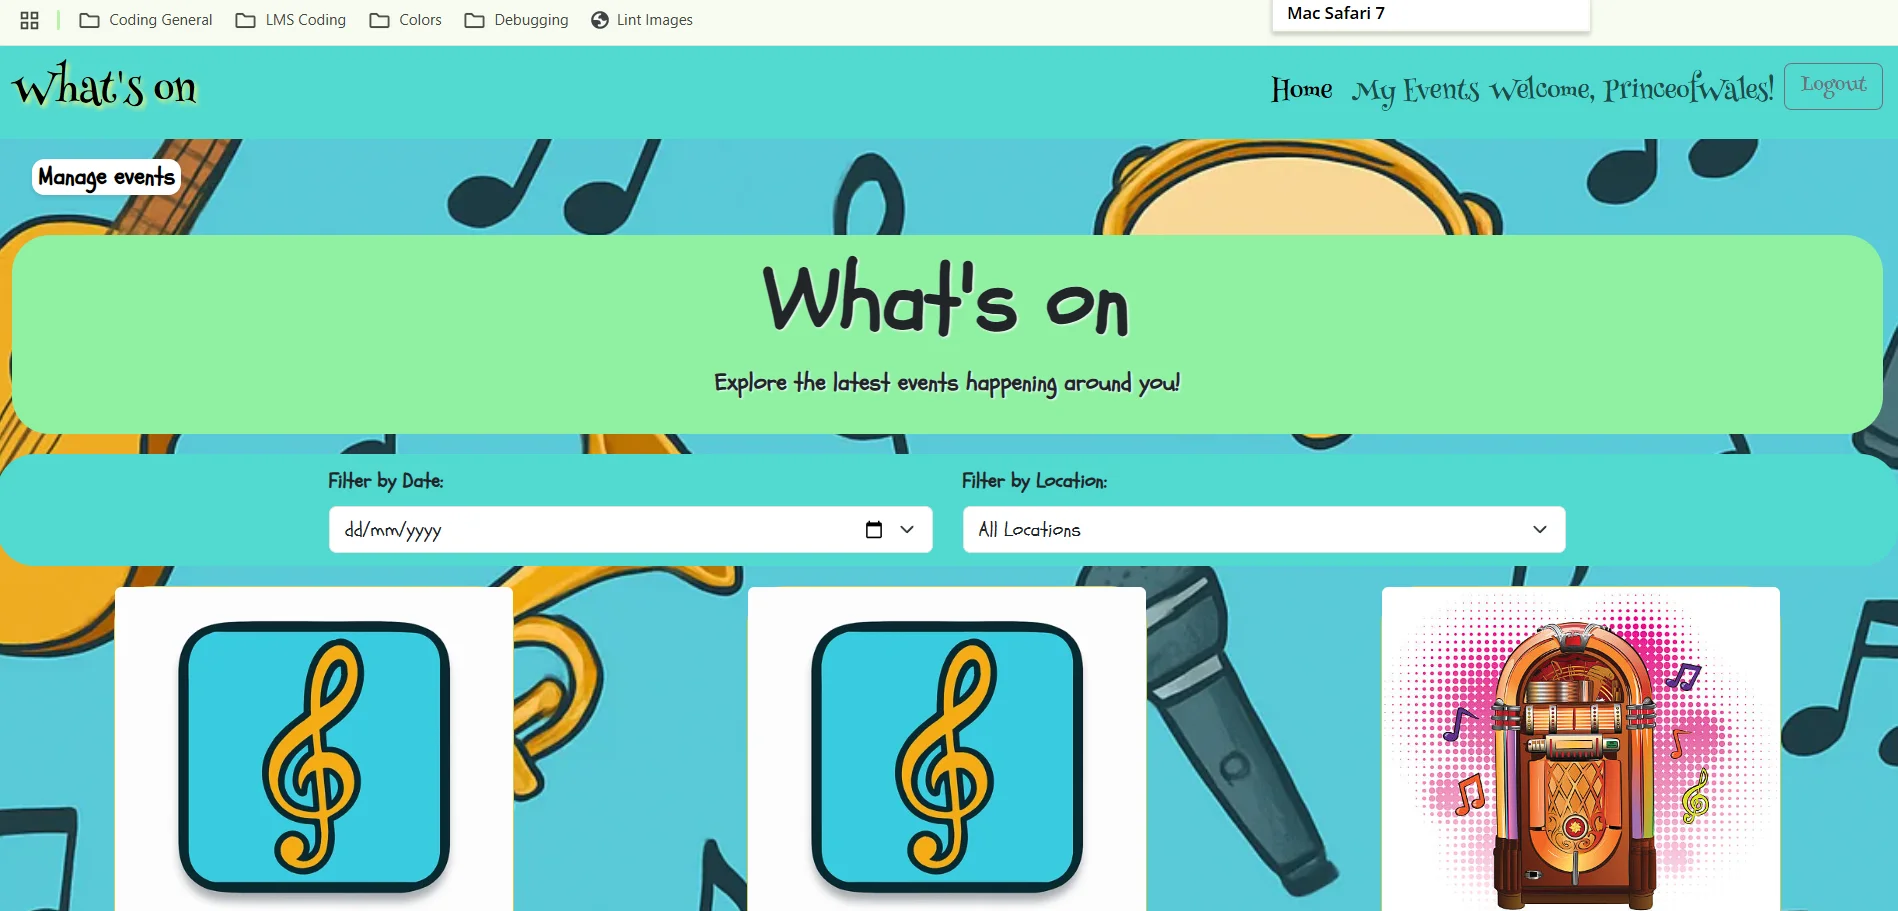 Coding General LMS Coding Colors Debugging Lint Images
Mac Safari 7
What's on
Home My Events Welcome, PrinceofWales! Logout
Manage events
What's on
Explore the latest events happening around you!
Filter by Date: Filter by Location:
dd/mm/yyyy All Locations